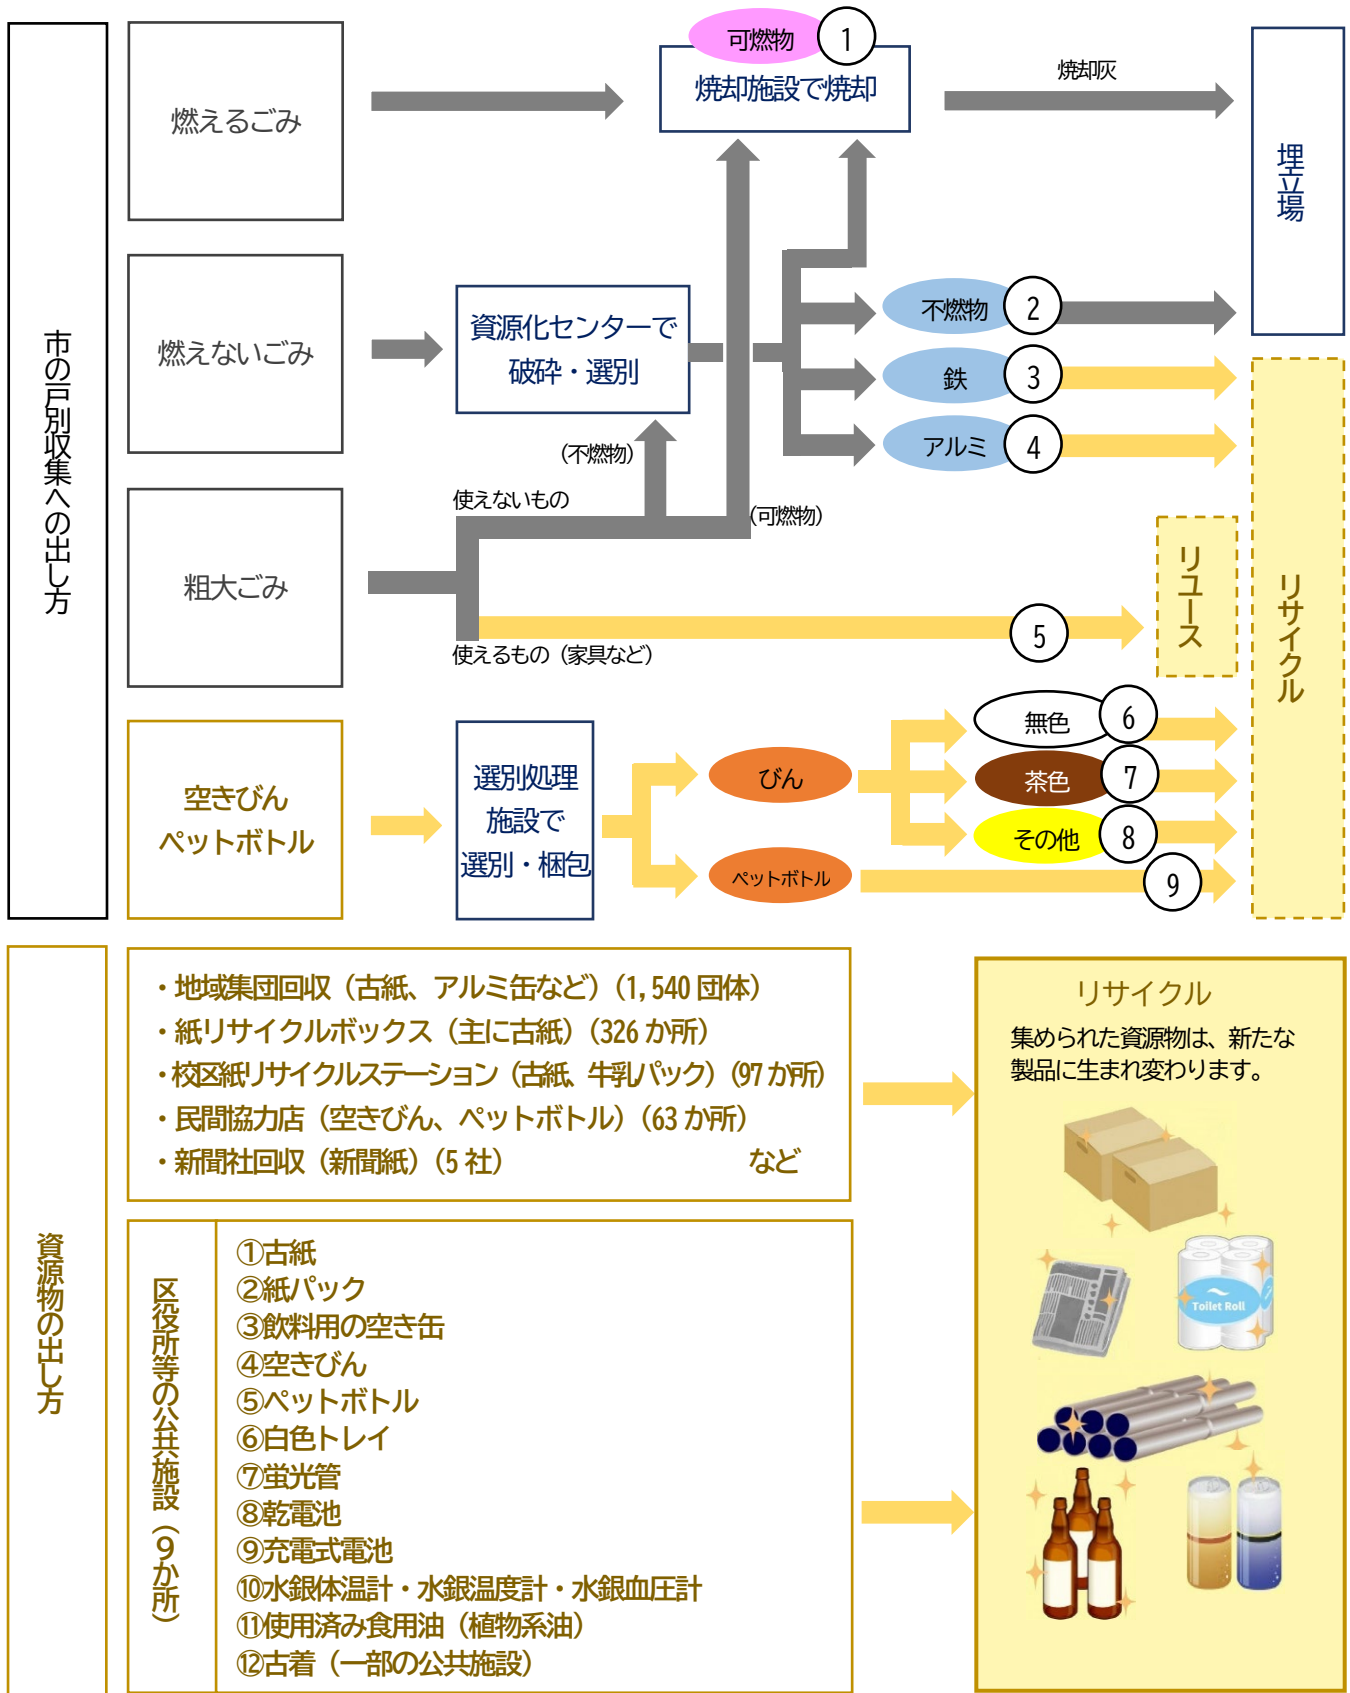 市の戸別収集への出し方
燃えるごみ
可燃物 1
焼却施設で焼却
焼却灰
埋立場
燃えないごみ
資源化センターで
破砕・選別
不燃物 2
鉄 3
アルミ 4
(不燃物)
使えないもの
(可燃物)
粗大ごみ
使えるもの（家具など）
5
リユース
リサイクル
空きびん
ペットボトル
選別処理
施設で
選別・梱包
びん
ペットボトル
無色 6
茶色 7
その他 8
9
資源物の出し方
・地域集団回収（古紙、アルミ缶など）（1,540 団体）
・紙リサイクルボックス（主に古紙）（326 か所）
・校区紙リサイクルステーション（古紙、牛乳パック）（97 か所）
・民間協力店（空きびん、ペットボトル）（63 か所）
・新聞社回収（新聞紙）（5 社） など
区役所等の公共施設（9か所）
①古紙
②紙パック
③飲料用の空き缶
④空きびん
⑤ペットボトル
⑥白色トレイ
⑦蛍光管
⑧乾電池
⑨充電式電池
⑩水銀体温計・水銀温度計・水銀血圧計
⑪使用済み食用油（植物系油）
⑫古着（一部の公共施設）
リサイクル
集められた資源物は、新たな
製品に生まれ変わります。
Toilet Roll